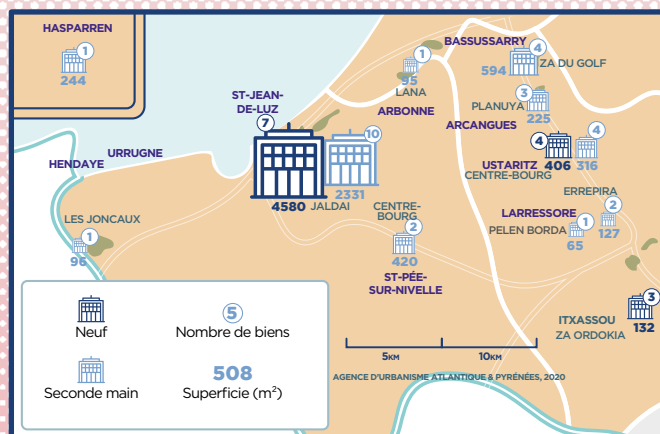 HASPARREN
1
244
BASSUSSARRY
4
594
ZA DU GOLF
1
95
LANA
ST-JEAN-
DE-LUZ
7
3
PLANUYA
225
ARBONNE
ARCANGUES
10
4
4
URRUGNE
HENDAYE
USTARITZ
406
316
CENTRE-BOURG
4580
JALDAI
2331
ERREPIRA
LES JONCAUX
1
96
CENTRE-
BOURG
2
420
LARRESSORE
1
2
127
PELEN BORDA
65
ST-PÉE-
SUR-NIVELLE
3
132
ITXASSOU
ZA ORDOKIA
Neuf
5
Nombre de biens
Seconde main
508
Superficie (m²)
5KM
10KM
AGENCE D'URBANISME ATLANTIQUE & PYRÉNÉES, 2020